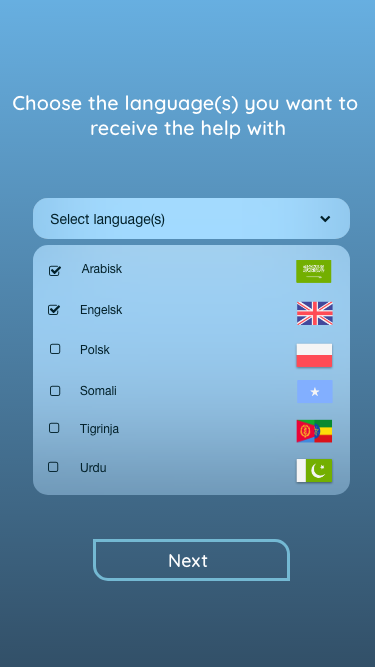 Choose the language(s) you want to
receive the help with
Select language(s)
Arabisk
Engelsk
Polsk
Somali
Tigrinja
Urdu
Next